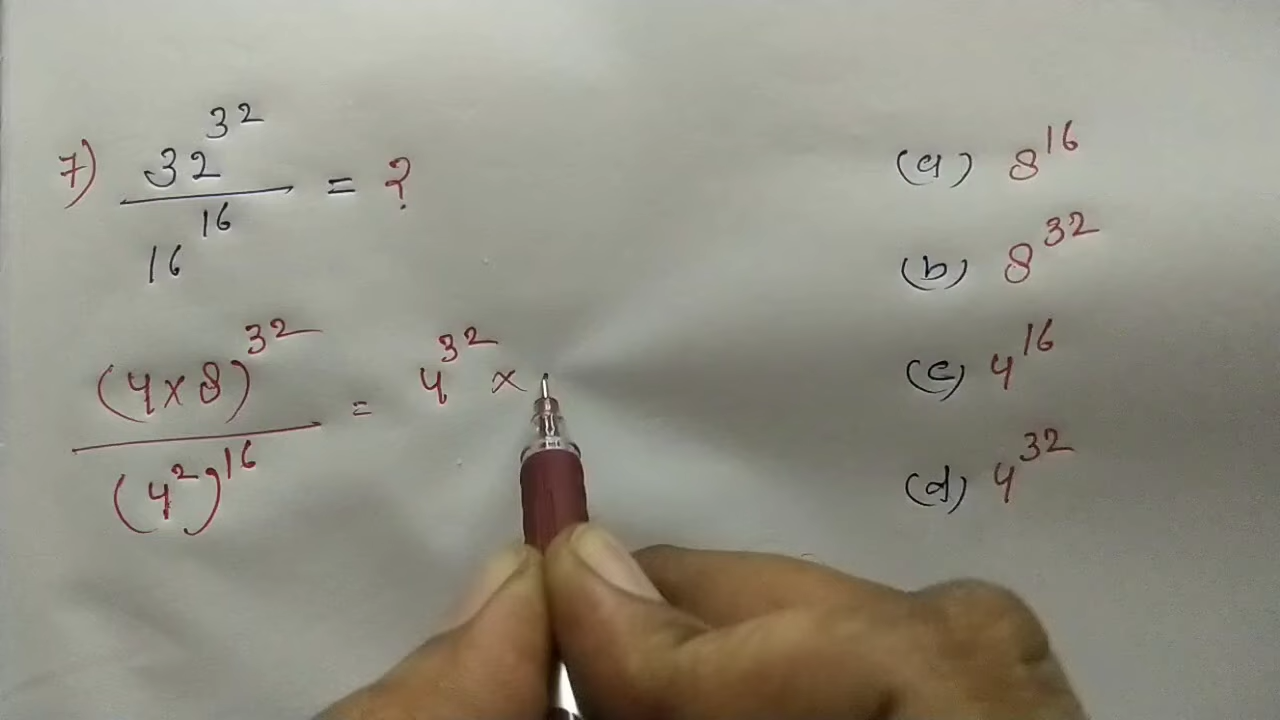 7) 32^32 / 16^16 = ?
(4×8)^32 / (4^2)^16 = 4^32 ×
(a) 8^16
(b) 8^32
(c) 4^16
(d) 4^32